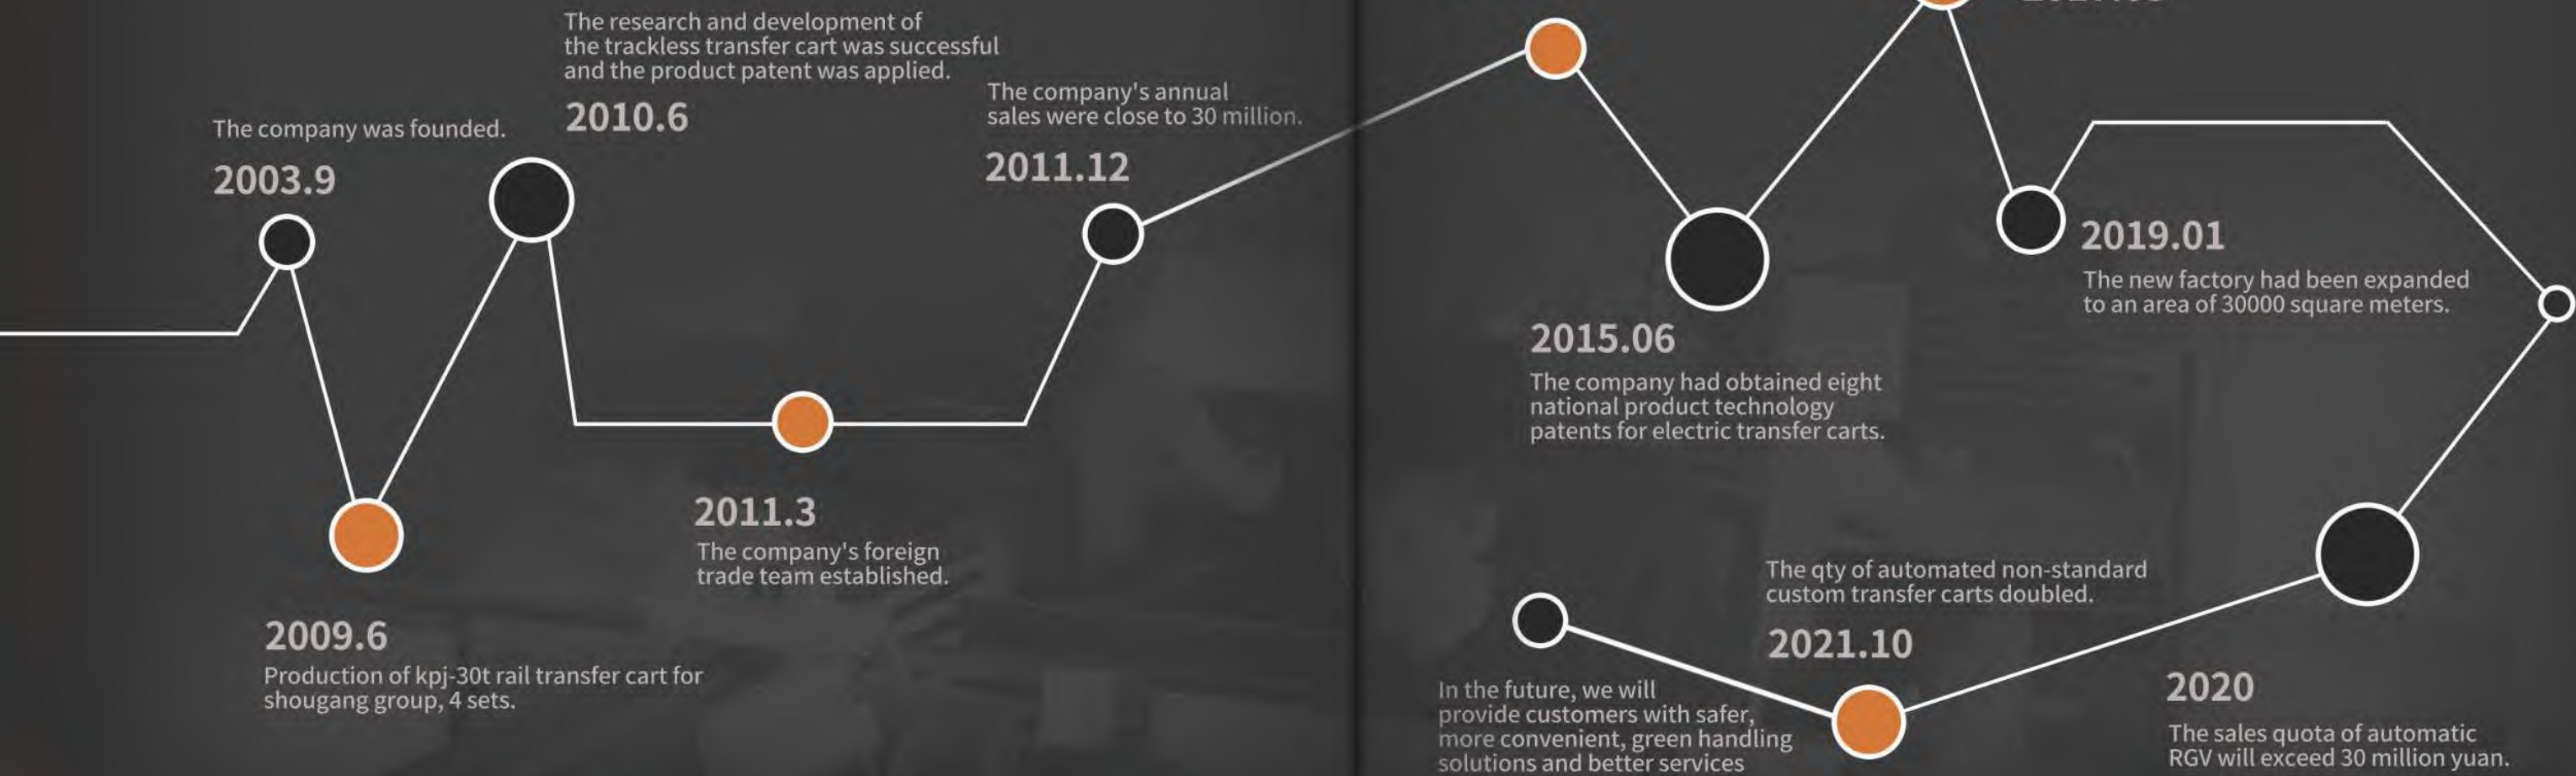 The company was founded.
2003.9
2009.6
Production of kpj-30t rail transfer cart for
shougang group, 4 sets.
The research and development of
the trackless transfer cart was successful
and the product patent was applied.
2010.6
2011.3
The company's foreign
trade team established.
The company's annual
sales were close to 30 million.
2011.12
2015.06
The company had obtained eight
national product technology
patents for electric transfer carts.
2019.01
The new factory had been expanded
to an area of 30000 square meters.
2020
The sales quota of automatic
RGV will exceed 30 million yuan.
The qty of automated non-standard
custom transfer carts doubled.
2021.10
In the future, we will
provide customers with safer,
more convenient, green handling
solutions and better services